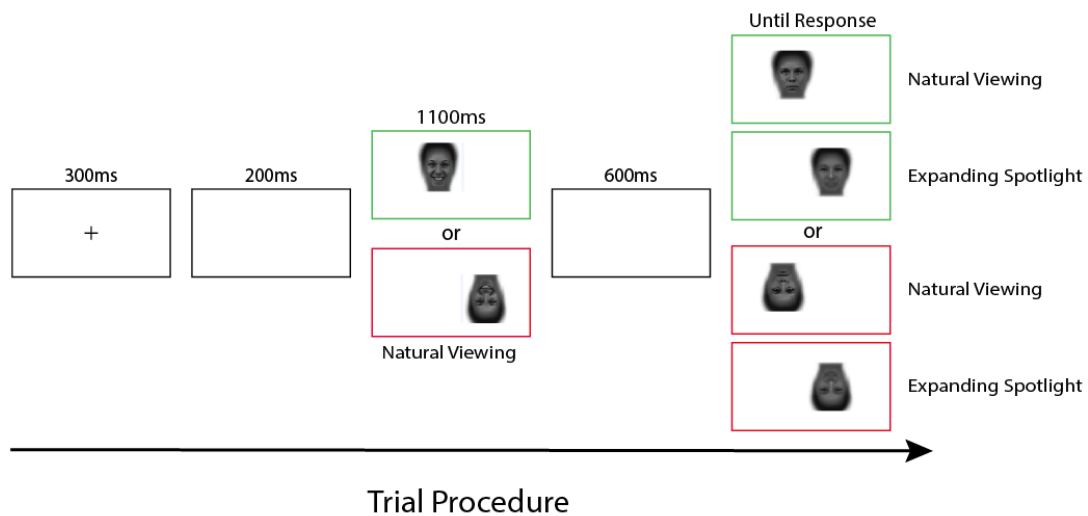 300ms
200ms
1100ms
or
Natural Viewing
600ms
Until Response
Natural Viewing
Expanding Spotlight
or
Natural Viewing
Expanding Spotlight
Trial Procedure